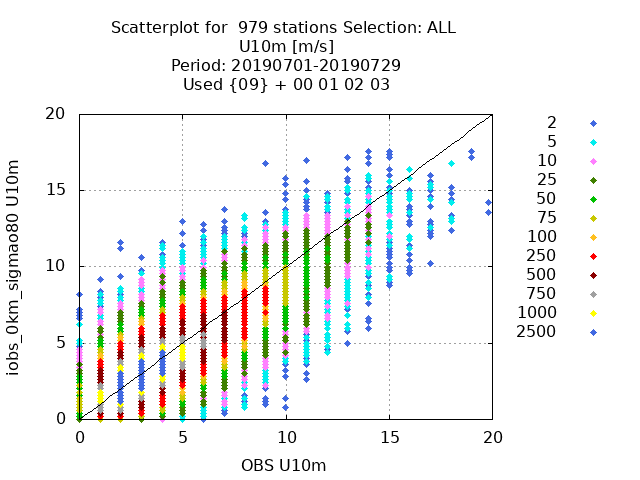 Scatterplot for  979 stations Selection: ALL
U10m [m/s]
Period: 20190701-20190729
Used {09} + 00 01 02 03
iobs_0km_sigmao80 U10m
20
15
10
5
0
0 5 10 15 20
OBS U10m
2
5
10
25
50
75
100
250
500
750
1000
2500